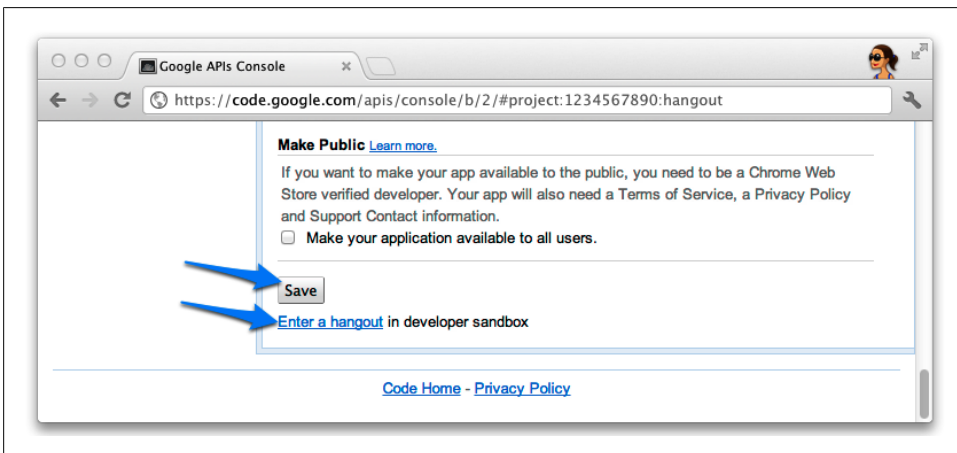 Google APIs Console
https://code.google.com/apis/console/b/2/#project:1234567890:hangout
Make Public Learn more.
If you want to make your app available to the public, you need to be a Chrome Web
Store verified developer. Your app will also need a Terms of Service, a Privacy Policy
and Support Contact information.
Make your application available to all users.
Save
Enter a hangout in developer sandbox
Code Home - Privacy Policy